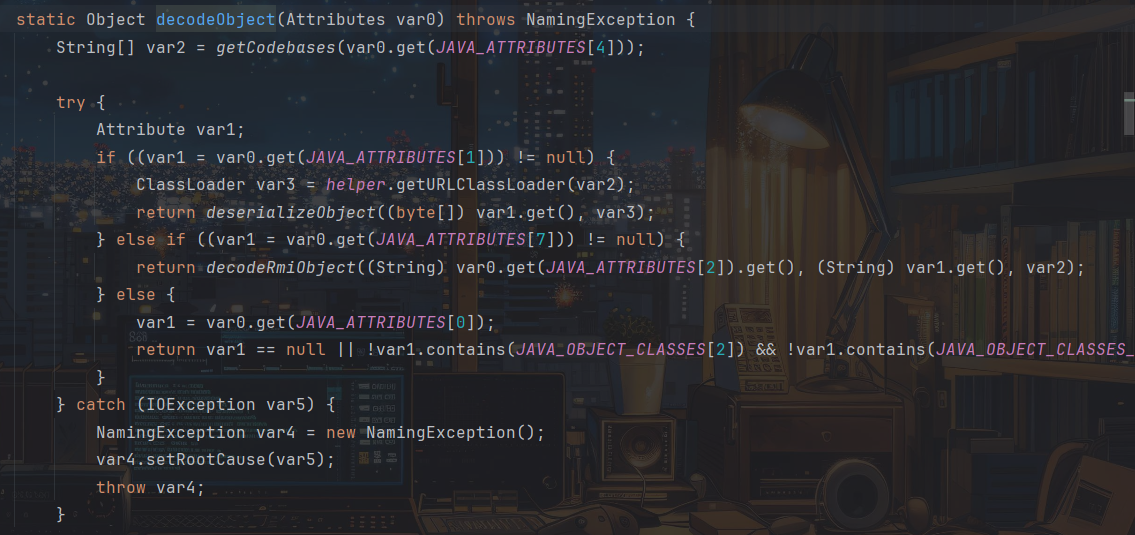 static Object decodeObject(Attributes var0) throws NamingException {
String[] var2 = getCodebases(var0.get(JAVA_ATTRIBUTES[4]));
try {
Attribute var1;
if ((var1 = var0.get(JAVA_ATTRIBUTES[1])) != null) {
ClassLoader var3 = helper.getURLClassLoader(var2);
return deserializeObject((byte[]) var1.get(), var3);
} else if ((var1 = var0.get(JAVA_ATTRIBUTES[7])) != null) {
return decodeRmiObject((String) var0.get(JAVA_ATTRIBUTES[2]).get(), (String) var1.get(), var2);
} else {
var1 = var0.get(JAVA_ATTRIBUTES[0]);
return var1 == null || !var1.contains(JAVA_OBJECT_CLASSES[2]) && !var1.contains(JAVA_OBJECT_CLASSES_
}
} catch (IOException var5) {
NamingException var4 = new NamingException();
var4.setRootCause(var5);
throw var4;
}